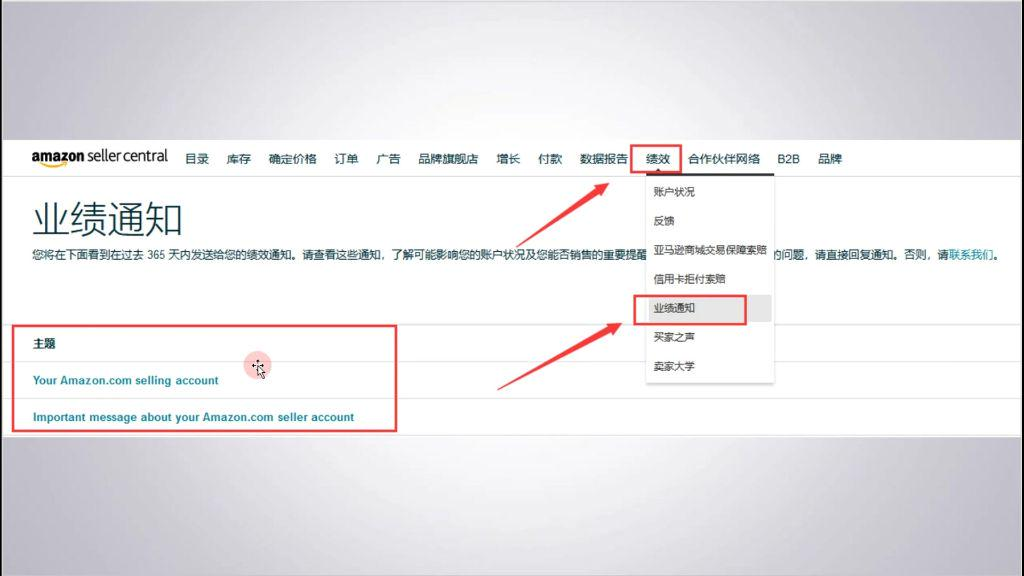 amazon seller central 目录 库存 确定价格 订单 广告 品牌旗舰店 增长 付款 数据报告 绩效 合作伙伴网络 B2B 品牌
账户状况
业绩通知
反馈
您将在下面看到在过去 365 天内发送给您的绩效通知。请查看这些通知，了解可能影响您的账户状况及您能否销售的重要提醒 的问题，请直接回复通知。否则，请联系我们。
亚马逊商城交易保障索赔
信用卡拒付索赔
业绩通知
买家之声
卖家大学
主题
Your Amazon.com selling account
Important message about your Amazon.com seller account